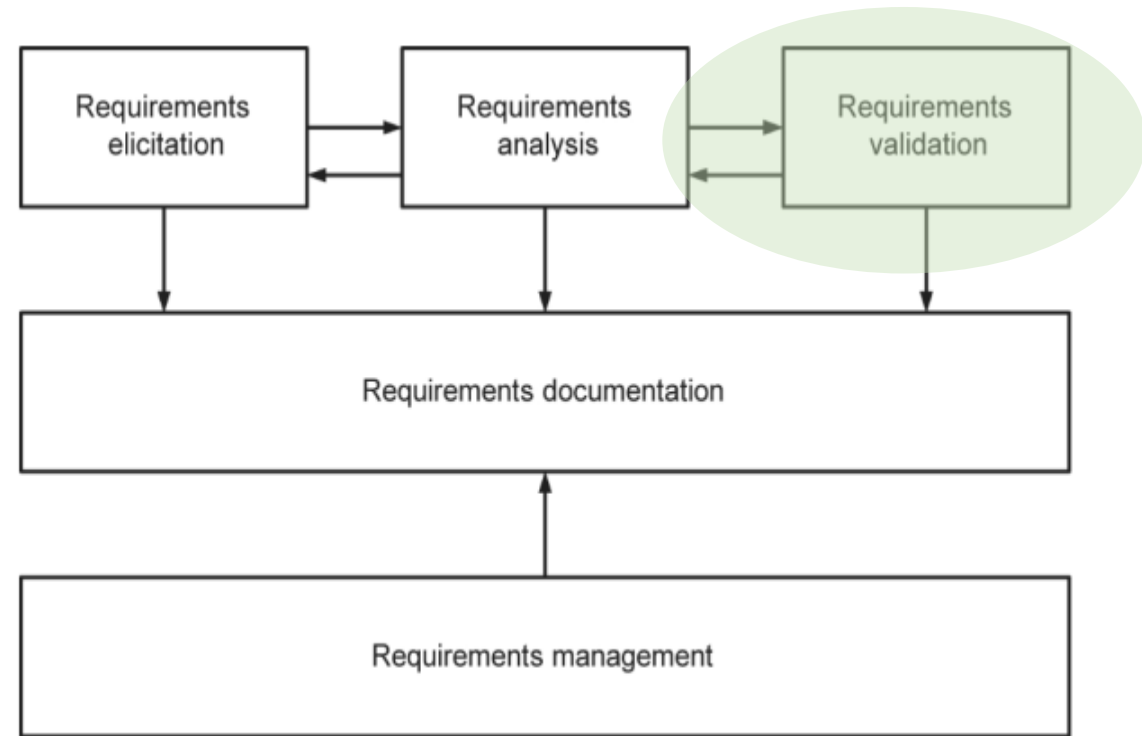 Requirements
elicitation
Requirements
analysis
Requirements
validation
Requirements documentation
Requirements management